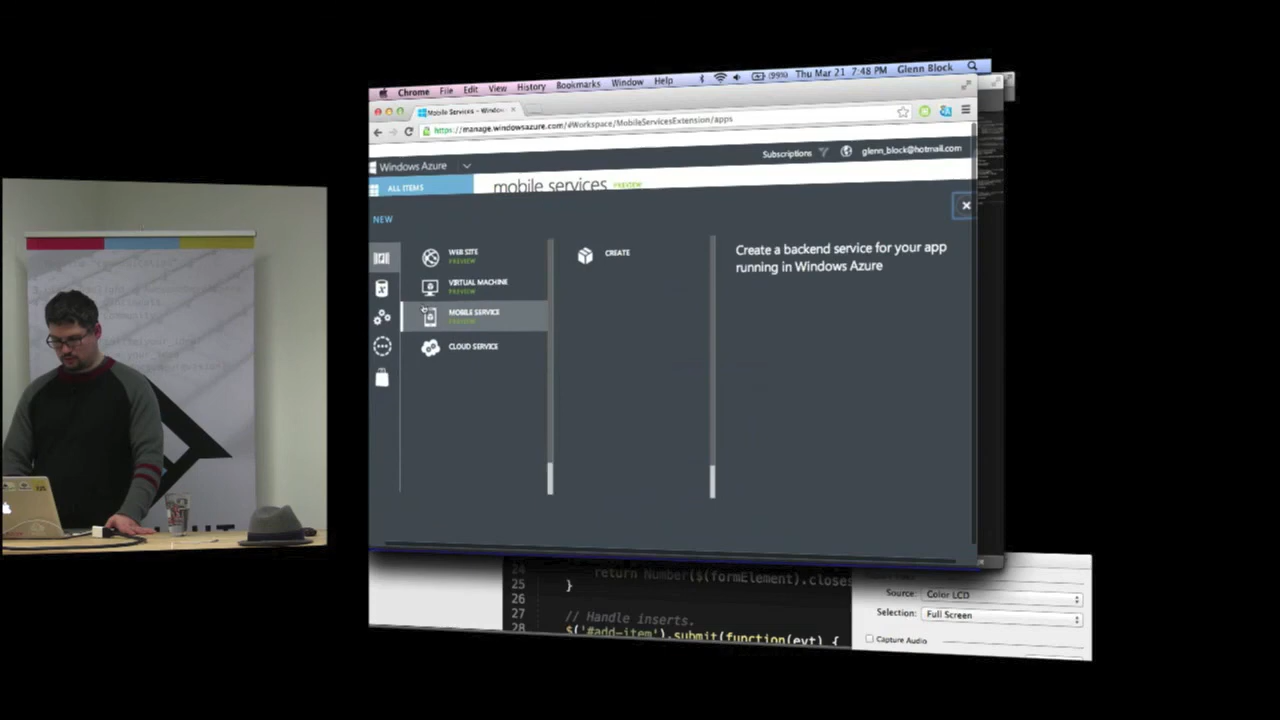 Chrome File Edit View History Bookmarks Window Help (99%) Thu Mar 21 7:48 PM Glenn Block
Mobile Services - Window
https://manage.windowsazure.com/#Workspace/MobileServicesExtension/apps
Windows Azure Subscriptions glenn_block@hotmail.com
ALL ITEMS mobile services PREVIEW
NEW
WEB SITE
PREVIEW
VIRTUAL MACHINE
PREVIEW
MOBILE SERVICE
PREVIEW
CLOUD SERVICE
CREATE
Create a backend service for your app
running in Windows Azure
24 return Number($(formElement).closes
25 }
26
27 // Handle inserts.
28 $('#add-item').submit(function(evt) {
Source: Color LCD
Selection: Full Screen
Capture Audio